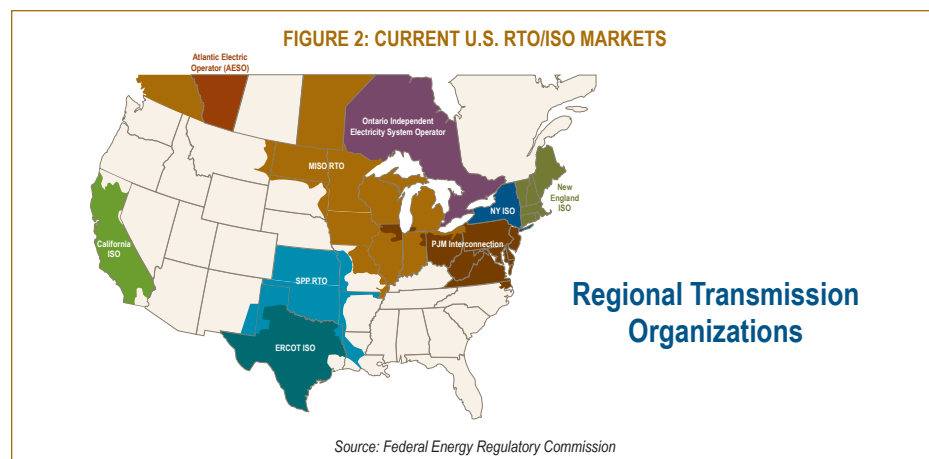 FIGURE 2: CURRENT U.S. RTO/ISO MARKETS
Atlantic Electric
Operator (AESO)
Ontario Independent
Electricity System Operator
MISO RTO
New
England
ISO
NY ISO
California
ISO
PJM Interconnection
SPP RTO
Regional Transmission
Organizations
ERCOT ISO
Source: Federal Energy Regulatory Commission